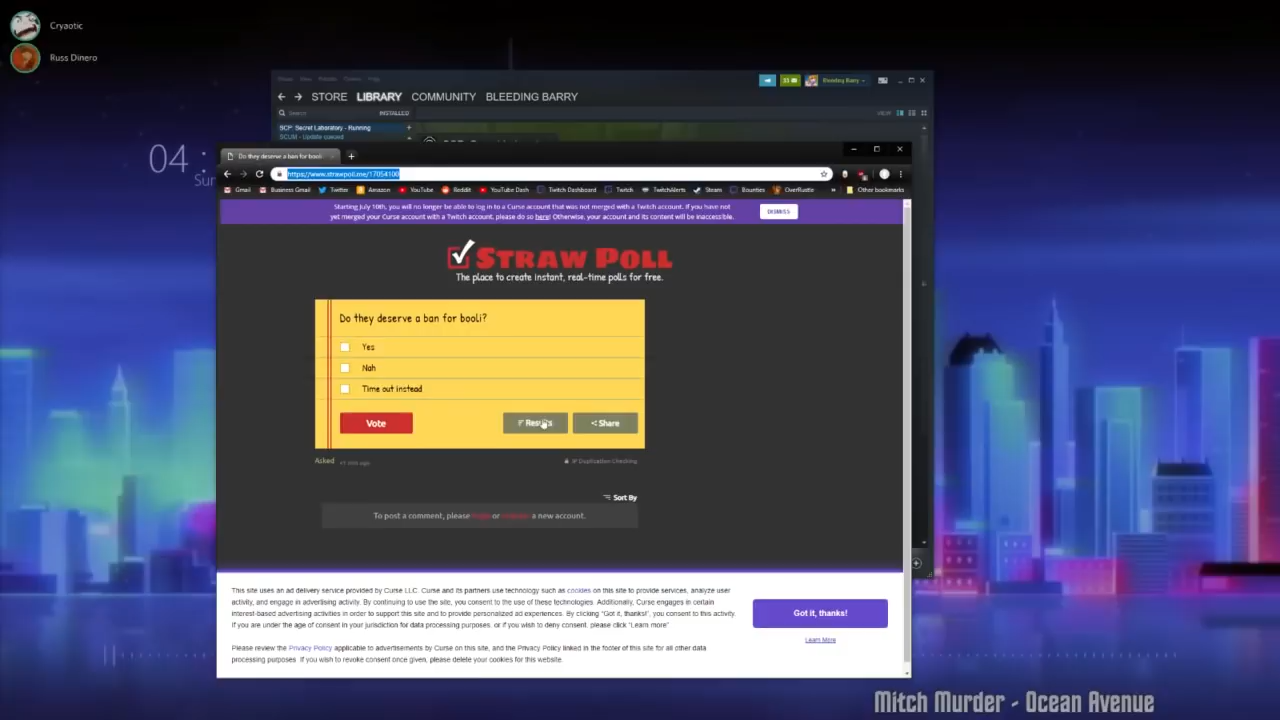 Cryaotic
Russ Dinero
04 :
Sun
STORE LIBRARY COMMUNITY BLEEDING BARRY
33
Bleeding Barry
Search
INSTALLED
VIEW
SCP: Secret Laboratory - Running
SCUM - Update queued
Do they deserve a ban for booli
https://www.strawpoll.me/17054100
Gmail Business Gmail Twitter Amazon YouTube Reddit YouTube Dash Twitch Dashboard Twitch TwitchAlerts Steam Bounties OverRustle » Other bookmarks
Starting July 10th, you will no longer be able to log in to a Curse account that was not merged with a Twitch account. If you have not
yet merged your Curse account with a Twitch account, please do so here! Otherwise, your account and its content will be inaccessible.
DISMISS
STRAW POLL
The place to create instant, real-time polls for free.
Do they deserve a ban for booli?
Yes
Nah
Time out instead
Vote
Results
Share
Asked
IP Duplication Checking
Sort By
To post a comment, please or a new account.
This site uses an ad delivery service provided by Curse LLC. Curse and its partners use technology such as cookies on this site to provide services, analyze user
activity, and engage in advertising activity. By continuing to use the site, you consent to the use of these technologies. Additionally, Curse engages in certain
interest-based advertising activities in order to support this site and to provide personalized ad experiences. By clicking "Got it, thanks!", you consent to these activities.
If you are under the age of consent in your jurisdiction for data processing purposes, or if you wish to deny consent, please click "Learn more"
Got it, thanks!
Learn More
Please review the Privacy Policy applicable to advertisements by Curse on this site, and the Privacy Policy linked in the footer of this site for all other data
processing purposes. If you wish to revoke consent once given, please delete your cookies for this website.
Mitch Murder - Ocean Avenue